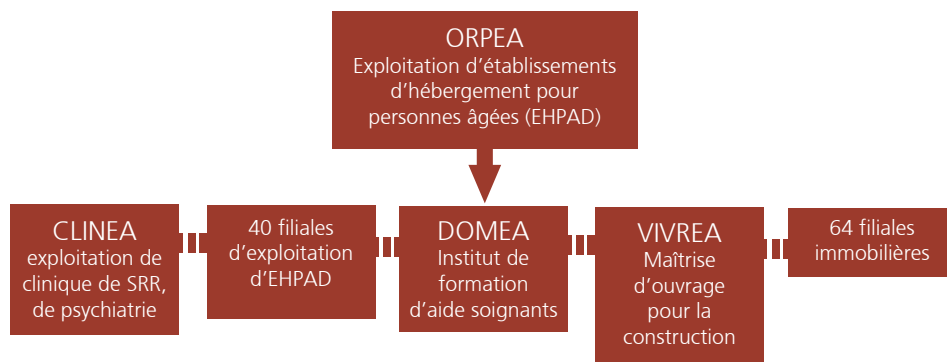 ORPEA
Exploitation d'établissements
d'hébergement pour
personnes âgées (EHPAD)
CLINEA
exploitation de
clinique de SRR,
de psychiatrie
40 filiales
d'exploitation
d'EHPAD
DOMEA
Institut de
formation
d'aide soignants
VIVREA
Maîtrise
d'ouvrage
pour la
construction
64 filiales
immobilières